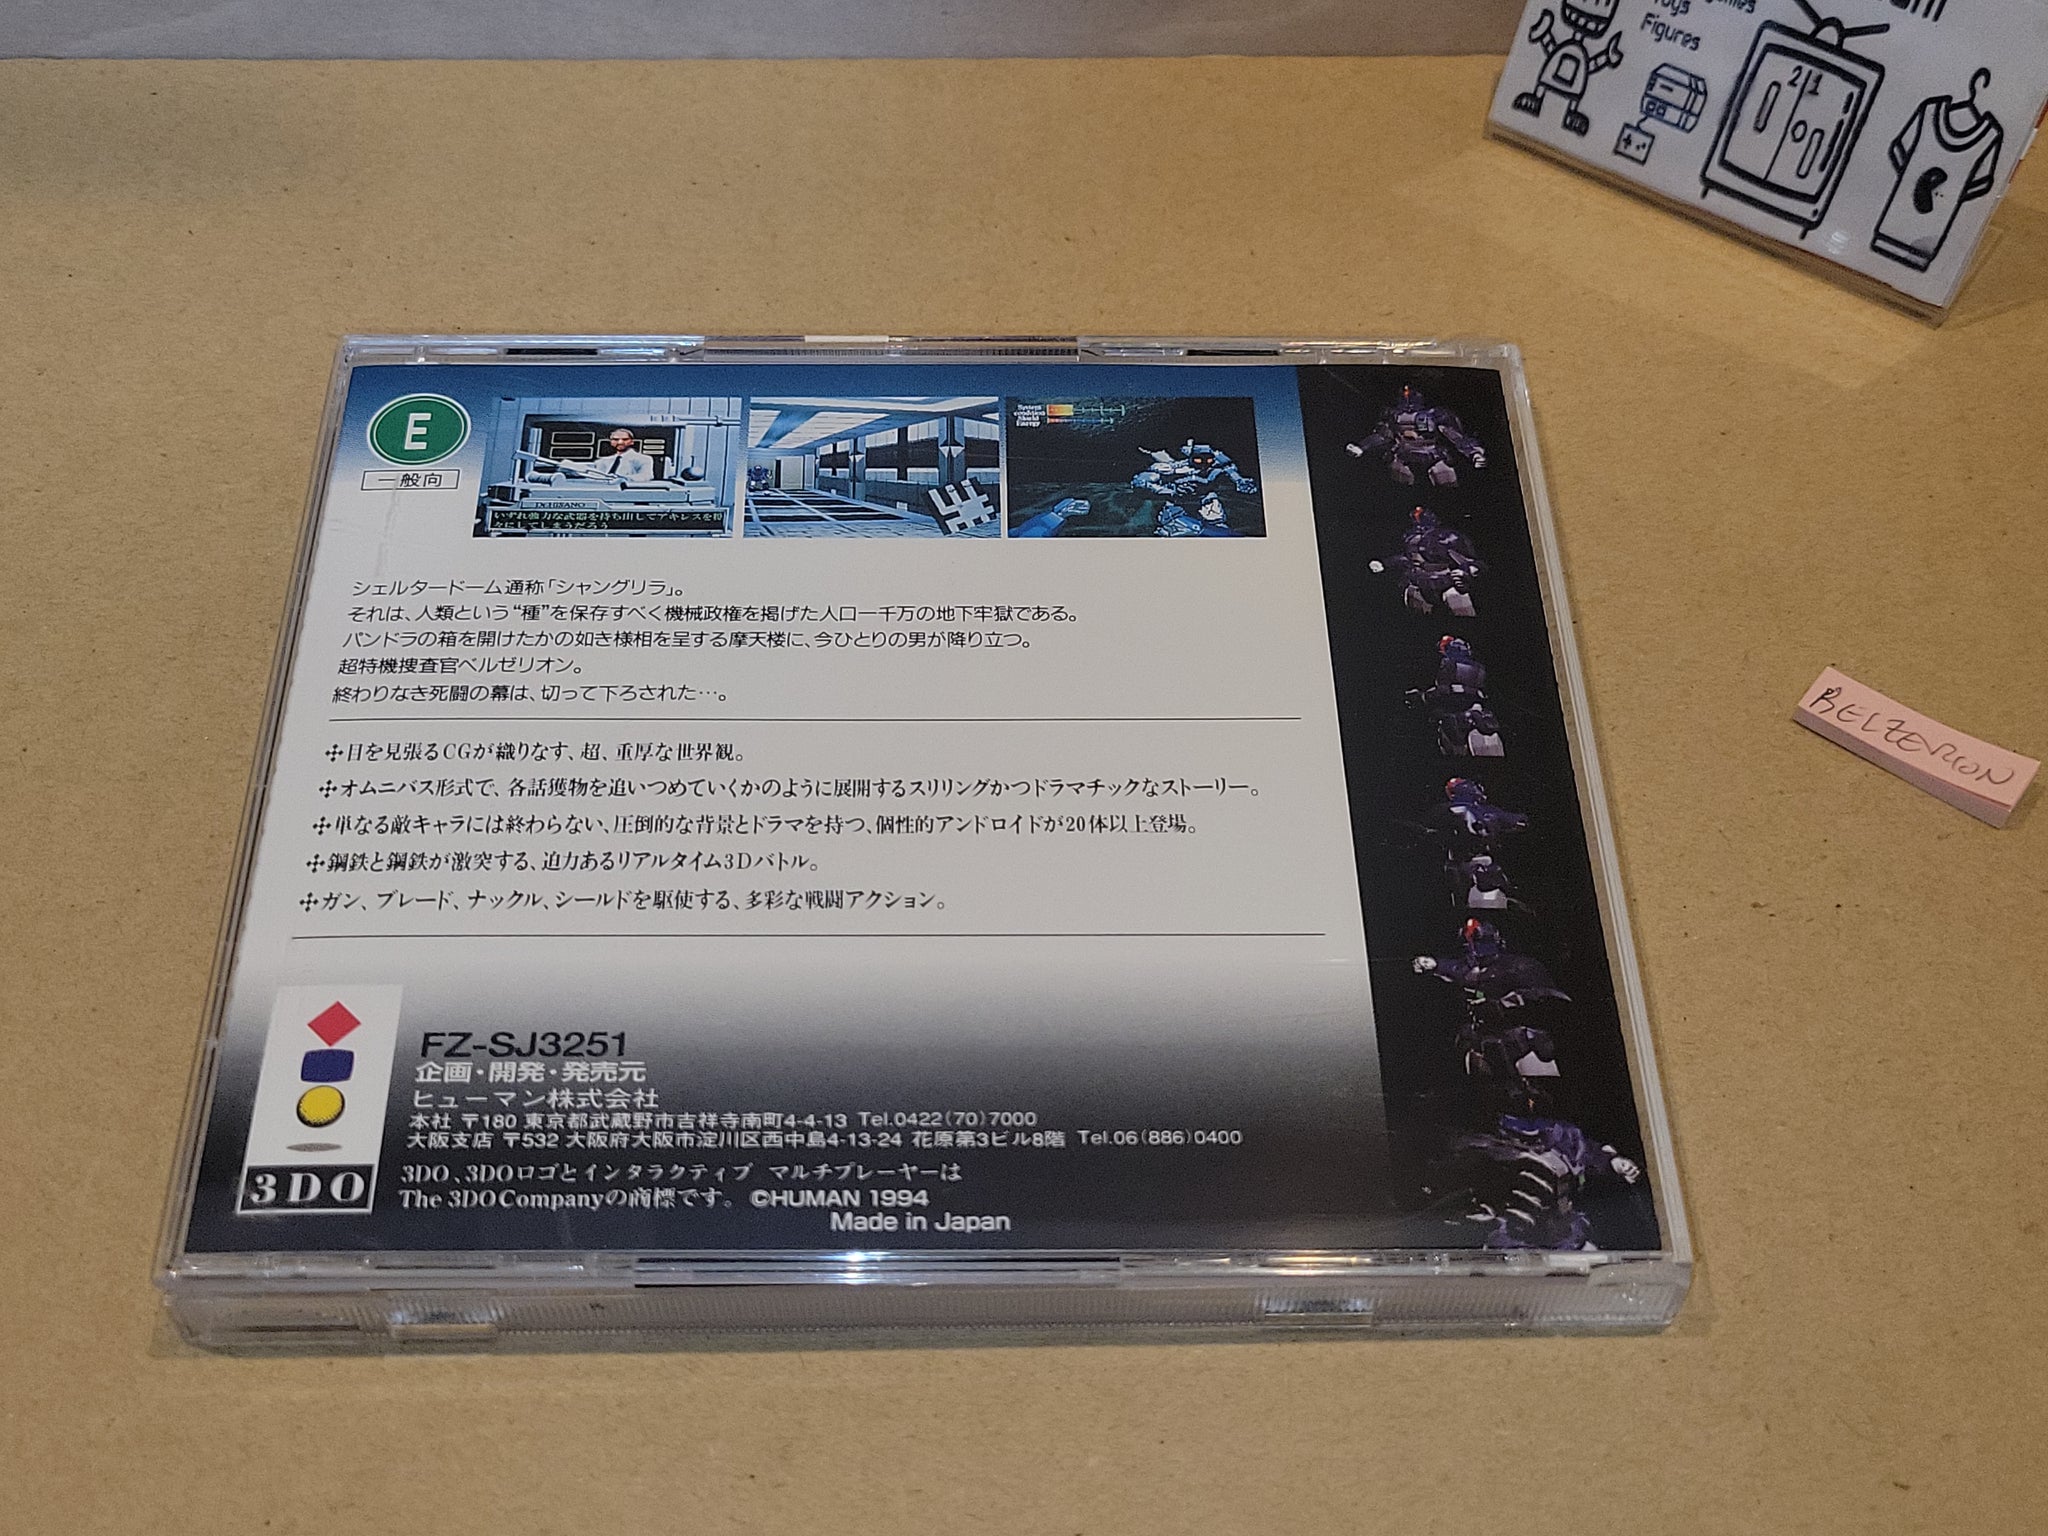 Toys
Figures
21
E
一般向
System
condition
Shield
Energy
Dr.HISANO
いずれ強力な武器を持ち出してアキレスを粉
々にしてしまうだろう
シェルタードーム通称「シャングリラ」。
それは、人類という“種”を保存すべく機械政権を掲げた人口一千万の地下牢獄である。
パンドラの箱を開けたかの如き様相を呈する摩天楼に、今ひとりの男が降り立つ。
超特機捜査官ベルゼリオン。
終わりなき死闘の幕は、切って下ろされた…。
✣目を見張るCGが織りなす、超、重厚な世界観。
✣オムニバス形式で、各話獲物を追いつめていくかのように展開するスリリングかつドラマチックなストーリー。
✣単なる敵キャラには終わらない、圧倒的な背景とドラマを持つ、個性的アンドロイドが20体以上登場。
✣鋼鉄と鋼鉄が激突する、迫力あるリアルタイム3Dバトル。
✣ガン、ブレード、ナックル、シールドを駆使する、多彩な戦闘アクション。
BELZERION
FZ-SJ3251
企画・開発・発売元
ヒューマン株式会社
本社 〒180 東京都武蔵野市吉祥寺南町4-4-13 Tel.0422(70)7000
大阪支店 〒532 大阪府大阪市淀川区西中島4-13-24 花原第3ビル8階 Tel.06(886)0400
3DO、3DOロゴとインタラクティブ マルチプレーヤーは
The 3DO Companyの商標です。 ©HUMAN 1994
Made in Japan
3DO